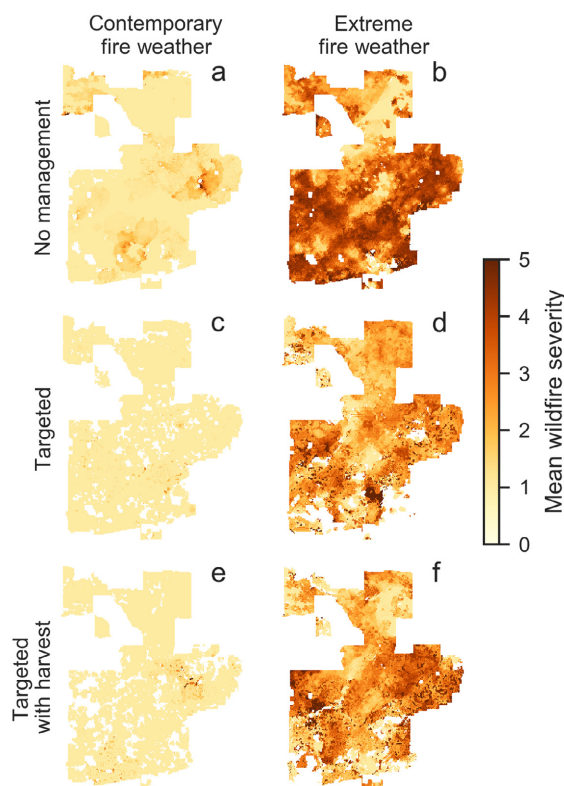 Contemporary
fire weather
Extreme
fire weather
a
b
No management
c
d
Targeted
e
f
Targeted
with harvest
5
4
3
2
1
0
Mean wildfire severity